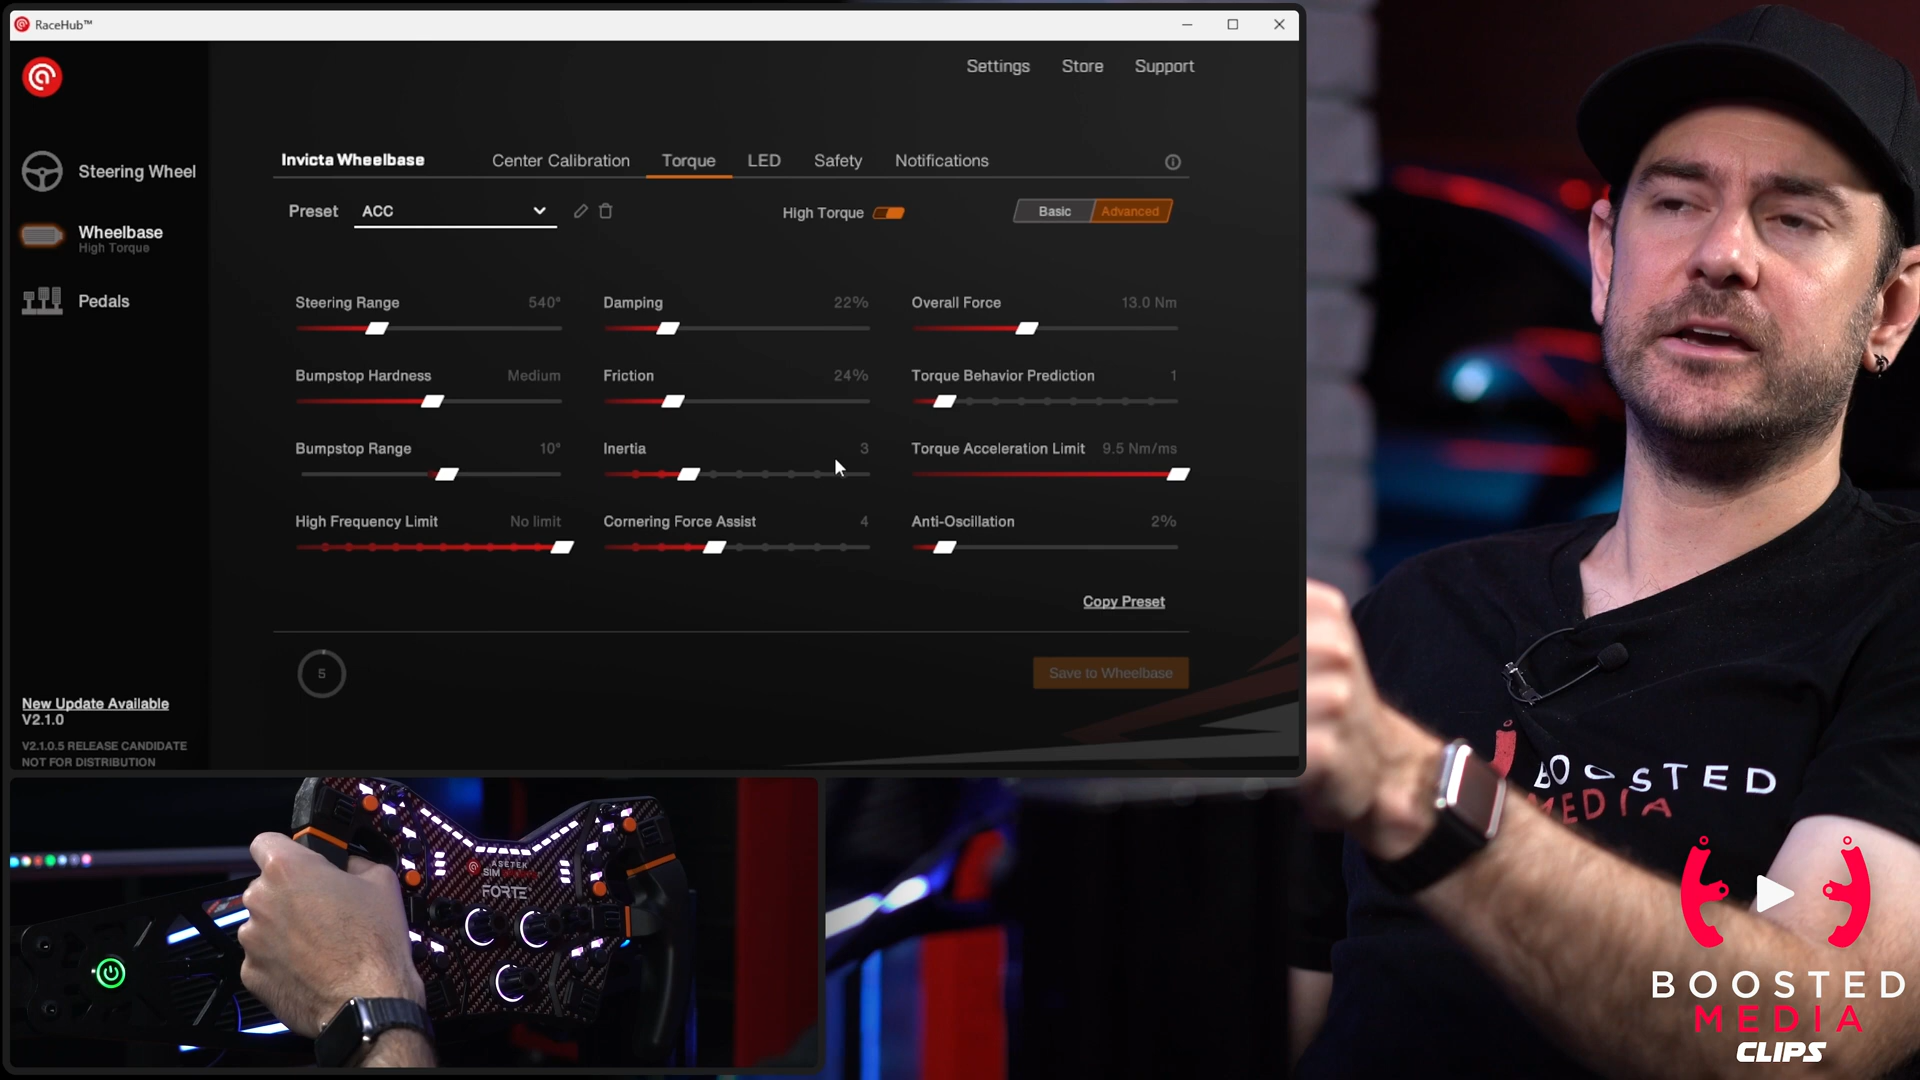 RaceHub™
Settings Store Support
Steering Wheel
Wheelbase
High Torque
Pedals
Invicta Wheelbase Center Calibration Torque LED Safety Notifications
Preset ACC High Torque Basic Advanced
Steering Range 540° Damping 22% Overall Force 13.0 Nm
Bumpstop Hardness Medium Friction 24% Torque Behavior Prediction 1
Bumpstop Range 10° Inertia 3 Torque Acceleration Limit 9.5 Nm/ms
High Frequency Limit No limit Cornering Force Assist 4 Anti-Oscillation 2%
Copy Preset
5 Save to Wheelbase
New Update Available
V2.1.0
V2.1.0.5 RELEASE CANDIDATE
NOT FOR DISTRIBUTION
ASETEK
SIM
FORTE
BOOSTED
MEDIA
BOOSTED
MEDIA
CLIPS